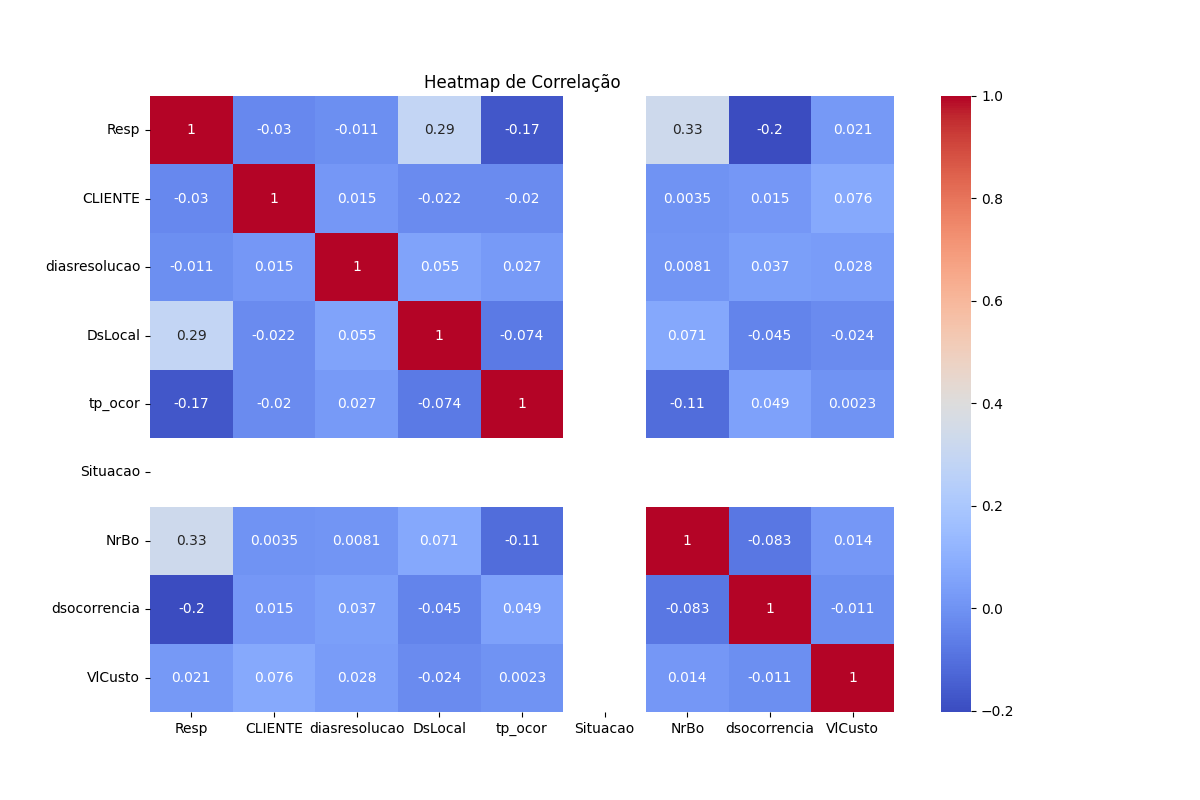 Heatmap de Correlação
Resp 1 -0.03 -0.011 0.29 -0.17 0.33 -0.2 0.021
CLIENTE -0.03 1 0.015 -0.022 -0.02 0.0035 0.015 0.076
diasresolucao -0.011 0.015 1 0.055 0.027 0.0081 0.037 0.028
DsLocal 0.29 -0.022 0.055 1 -0.074 0.071 -0.045 -0.024
tp_ocor -0.17 -0.02 0.027 -0.074 1 -0.11 0.049 0.0023
Situacao
NrBo 0.33 0.0035 0.0081 0.071 -0.11 1 -0.083 0.014
dsocorrencia -0.2 0.015 0.037 -0.045 0.049 -0.083 1 -0.011
VlCusto 0.021 0.076 0.028 -0.024 0.0023 0.014 -0.011 1
Resp CLIENTE diasresolucao DsLocal tp_ocor Situacao NrBo dsocorrencia VlCusto
1.0
0.8
0.6
0.4
0.2
0.0
−0.2